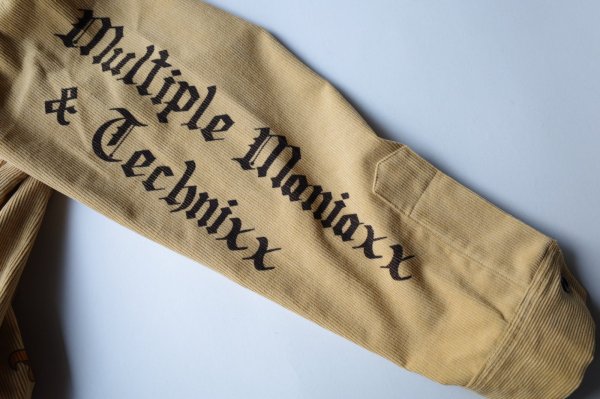 Multiple Maniaxx
& Technixx